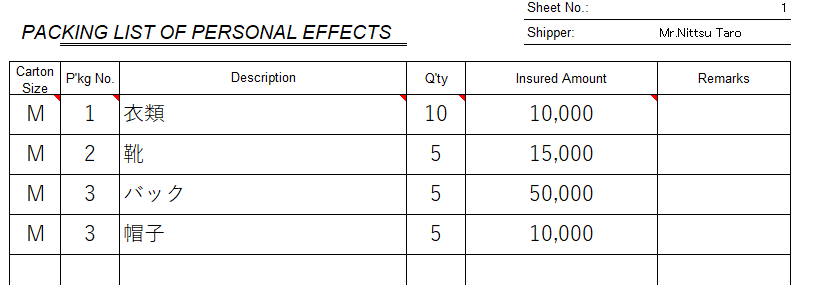 Sheet No.: 1
PACKING LIST OF PERSONAL EFFECTS
Shipper: Mr.Nittsu Taro
Carton Size P'kg No. Description Q'ty Insured Amount Remarks
M 1 衣類 10 10,000
M 2 靴 5 15,000
M 3 バック 5 50,000
M 3 帽子 5 10,000